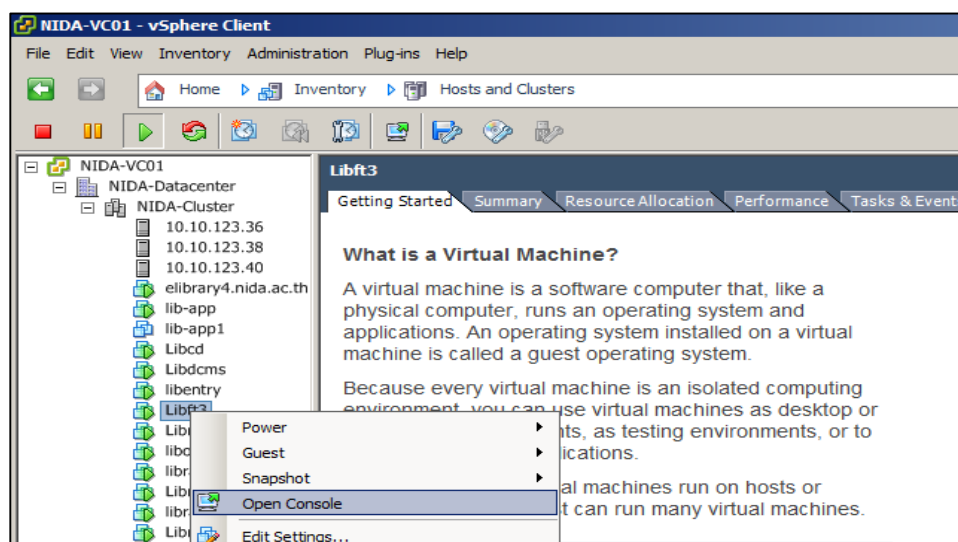 NIDA-VC01 - vSphere Client
File Edit View Inventory Administration Plug-ins Help
Home Inventory Hosts and Clusters
NIDA-VC01
NIDA-Datacenter
NIDA-Cluster
10.10.123.36
10.10.123.38
10.10.123.40
elibrary4.nida.ac.th
lib-app
lib-app1
Libcd
Libdcms
libentry
Libft3
Power
Guest
Snapshot
Open Console
Edit Settings...
Libft3
Getting Started Summary Resource Allocation Performance Tasks & Event
What is a Virtual Machine?
A virtual machine is a software computer that, like a
physical computer, runs an operating system and
applications. An operating system installed on a virtual
machine is called a guest operating system.
Because every virtual machine is an isolated computing
environment, you can use virtual machines as desktop or
as testing environments, or to
al machines run on hosts or
can run many virtual machines.